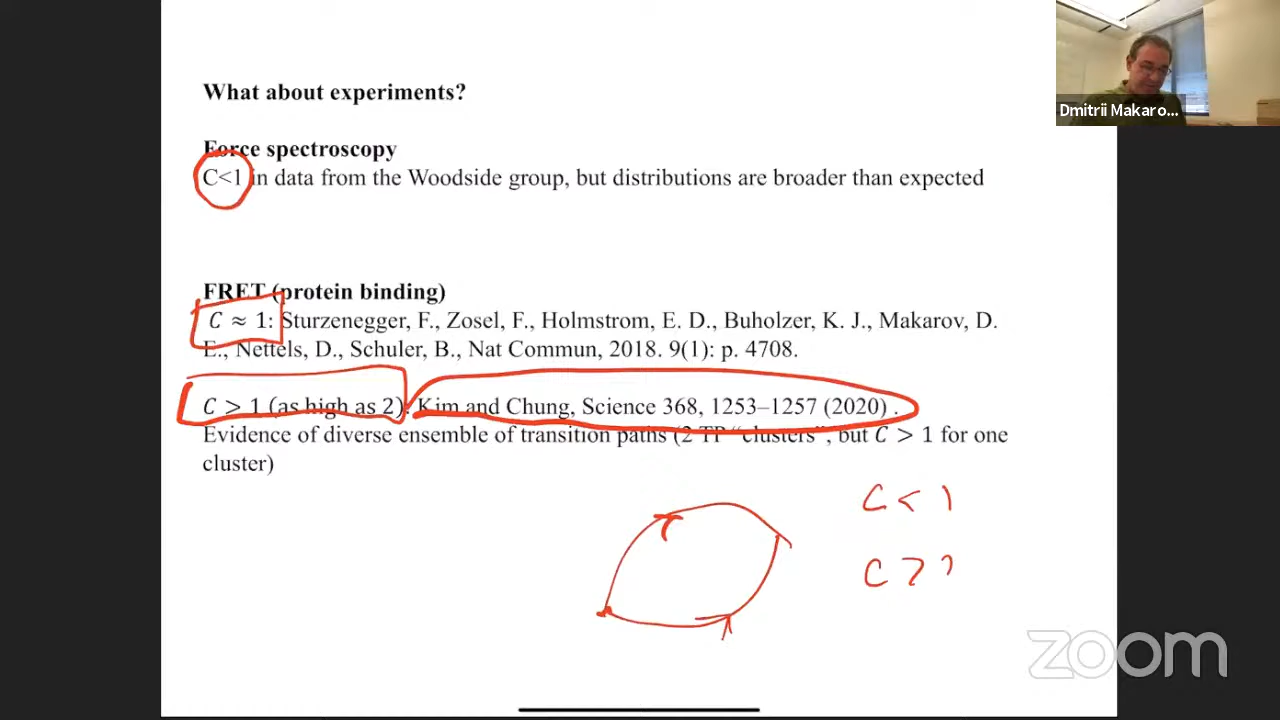 What about experiments?
Dmitrii Makaro...
Force spectroscopy
C<1 in data from the Woodside group, but distributions are broader than expected
FRET (protein binding)
C ≈ 1: Sturzenegger, F., Zosel, F., Holmstrom, E. D., Buholzer, K. J., Makarov, D.
E., Nettels, D., Schuler, B., Nat Commun, 2018. 9(1): p. 4708.
C > 1 (as high as 2): Kim and Chung, Science 368, 1253–1257 (2020) .
Evidence of diverse ensemble of transition paths (2 TP “clusters”, but C > 1 for one
cluster)
C < 1
C >
zoom